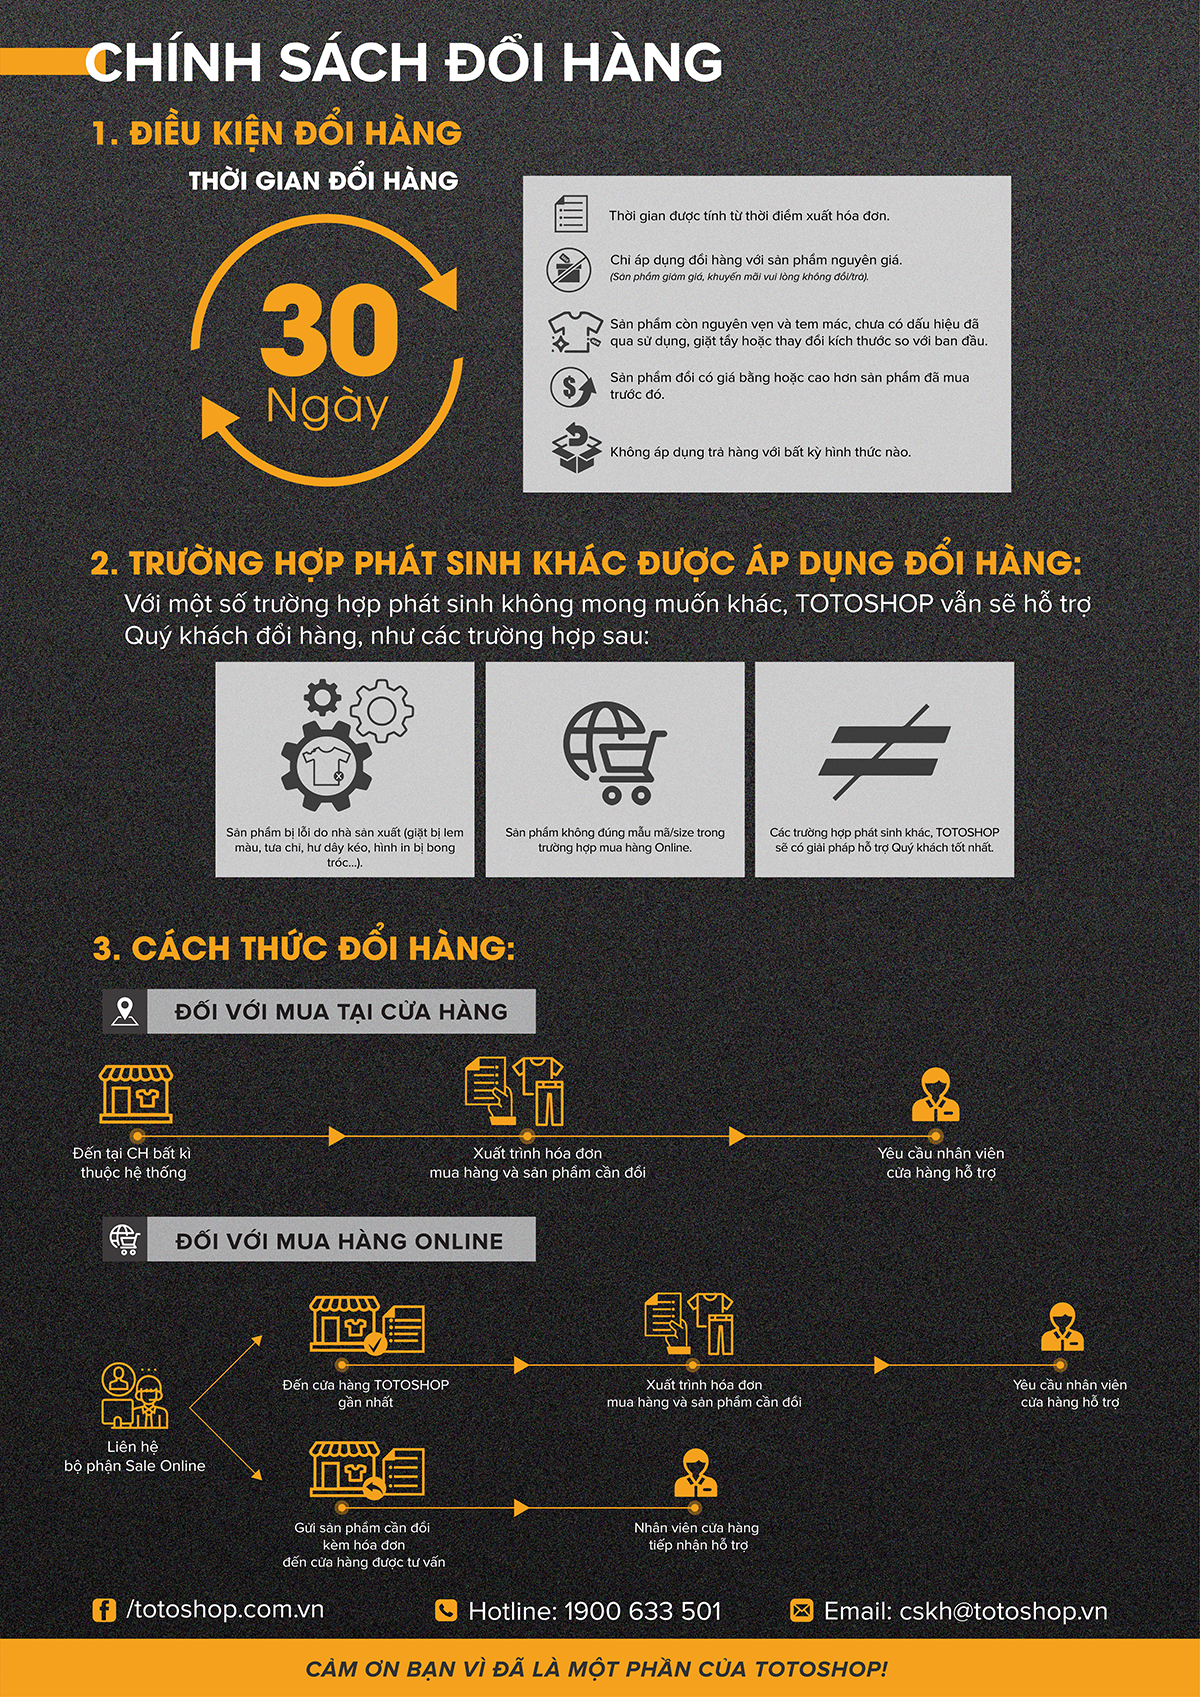 CHÍNH SÁCH ĐỔI HÀNG
1. ĐIỀU KIỆN ĐỔI HÀNG
THỜI GIAN ĐỔI HÀNG
30
Ngày
Thời gian được tính từ thời điểm xuất hóa đơn.
Chỉ áp dụng đổi hàng với sản phẩm nguyên giá.
(Sản phẩm giảm giá, khuyến mãi vui lòng không đổi/trả).
Sản phẩm còn nguyên vẹn và tem mác, chưa có dấu hiệu đã
qua sử dụng, giặt tẩy hoặc thay đổi kích thước so với ban đầu.
Sản phẩm đổi có giá bằng hoặc cao hơn sản phẩm đã mua
trước đó.
Không áp dụng trả hàng với bất kỳ hình thức nào.
2. TRƯỜNG HỢP PHÁT SINH KHÁC ĐƯỢC ÁP DỤNG ĐỔI HÀNG:
Với một số trường hợp phát sinh không mong muốn khác, TOTOSHOP vẫn sẽ hỗ trợ
Quý khách đổi hàng, như các trường hợp sau:
Sản phẩm bị lỗi do nhà sản xuất (giặt bị lem
màu, tưa chỉ, hư dây kéo, hình in bị bong
tróc...).
Sản phẩm không đúng mẫu mã/size trong
trường hợp mua hàng Online.
Các trường hợp phát sinh khác, TOTOSHOP
sẽ có giải pháp hỗ trợ Quý khách tốt nhất.
3. CÁCH THỨC ĐỔI HÀNG:
ĐỐI VỚI MUA TẠI CỬA HÀNG
Đến tại CH bất kì
thuộc hệ thống
Xuất trình hóa đơn
mua hàng và sản phẩm cần đổi
Yêu cầu nhân viên
cửa hàng hỗ trợ
ĐỐI VỚI MUA HÀNG ONLINE
Liên hệ
bộ phận Sale Online
Đến cửa hàng TOTOSHOP
gần nhất
Xuất trình hóa đơn
mua hàng và sản phẩm cần đổi
Yêu cầu nhân viên
cửa hàng hỗ trợ
Gửi sản phẩm cần đổi
kèm hóa đơn
đến cửa hàng được tư vấn
Nhân viên cửa hàng
tiếp nhận hỗ trợ
/totoshop.com.vn
Hotline: 1900 633 501
Email: cskh@totoshop.vn
CẢM ƠN BẠN VÌ ĐÃ LÀ MỘT PHẦN CỦA TOTOSHOP!